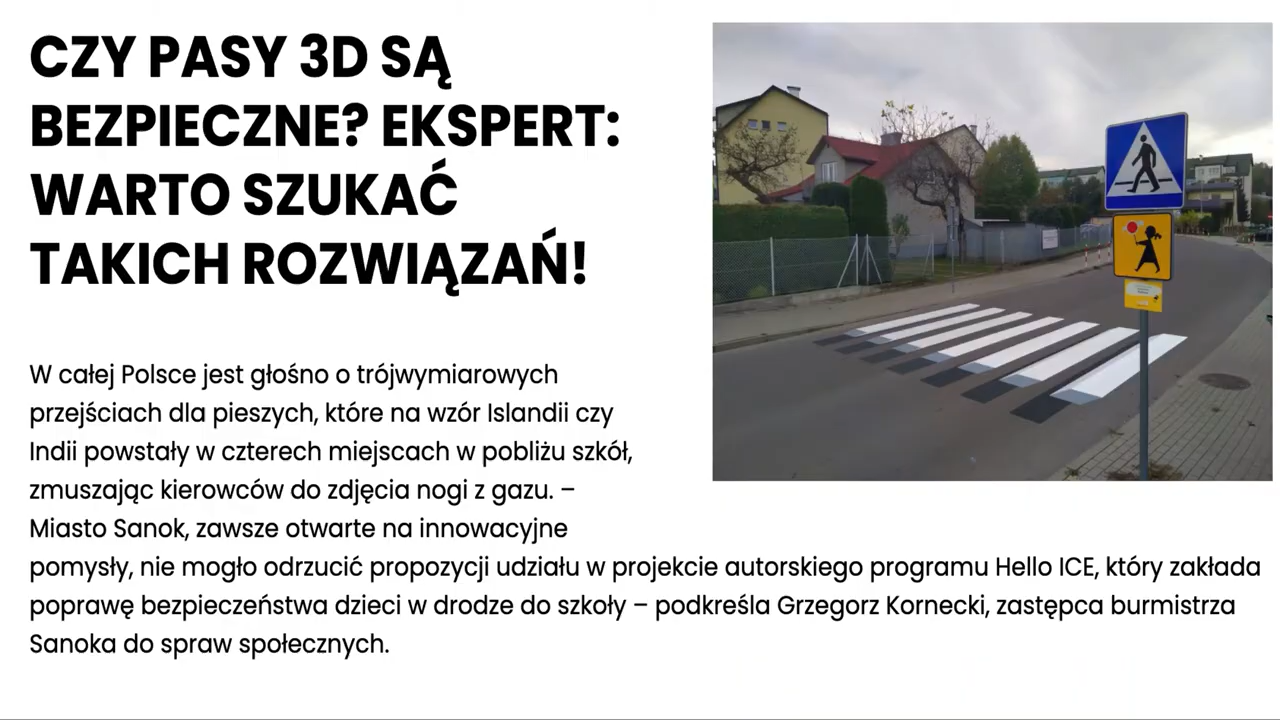 CZY PASY 3D SĄ
BEZPIECZNE? EKSPERT:
WARTO SZUKAĆ
TAKICH ROZWIĄZAŃ!
W całej Polsce jest głośno o trójwymiarowych
przejściach dla pieszych, które na wzór Islandii czy
Indii powstały w czterech miejscach w pobliżu szkół,
zmuszając kierowców do zdjęcia nogi z gazu. –
Miasto Sanok, zawsze otwarte na innowacyjne
pomysły, nie mogło odrzucić propozycji udziału w projekcie autorskiego programu Hello ICE, który zakłada
poprawę bezpieczeństwa dzieci w drodze do szkoły – podkreśla Grzegorz Kornecki, zastępca burmistrza
Sanoka do spraw społecznych.